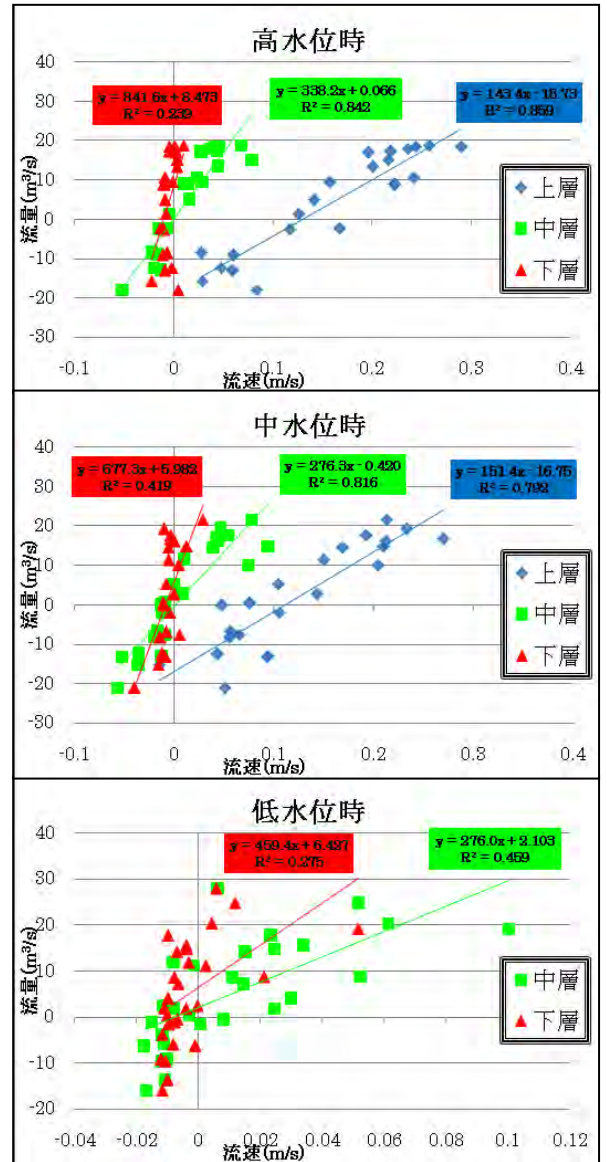 高水位時
y = 841.6x + 8.473
R² = 0.239
y = 338.2x + 0.066
R² = 0.842
y = 143.4x - 18.73
R² = 0.859
流量(m³/s)
40
30
20
10
0
-10
-20
-30
-0.1
0
0.1
0.2
0.3
0.4
流速(m/s)
上層
中層
下層
中水位時
y = 677.3x + 5.982
R² = 0.419
y = 276.3x - 0.420
R² = 0.816
y = 151.4x - 16.75
R² = 0.792
流量(m³/s)
40
30
20
10
0
-10
-20
-30
-0.1
0
0.1
0.2
0.3
0.4
流速(m/s)
上層
中層
下層
低水位時
y = 459.4x + 6.427
R² = 0.275
y = 276.0x + 2.103
R² = 0.459
流量(m³/s)
40
30
20
10
0
-10
-20
-0.04
-0.02
0
0.02
0.04
0.06
0.08
0.1
0.12
流速(m/s)
中層
下層